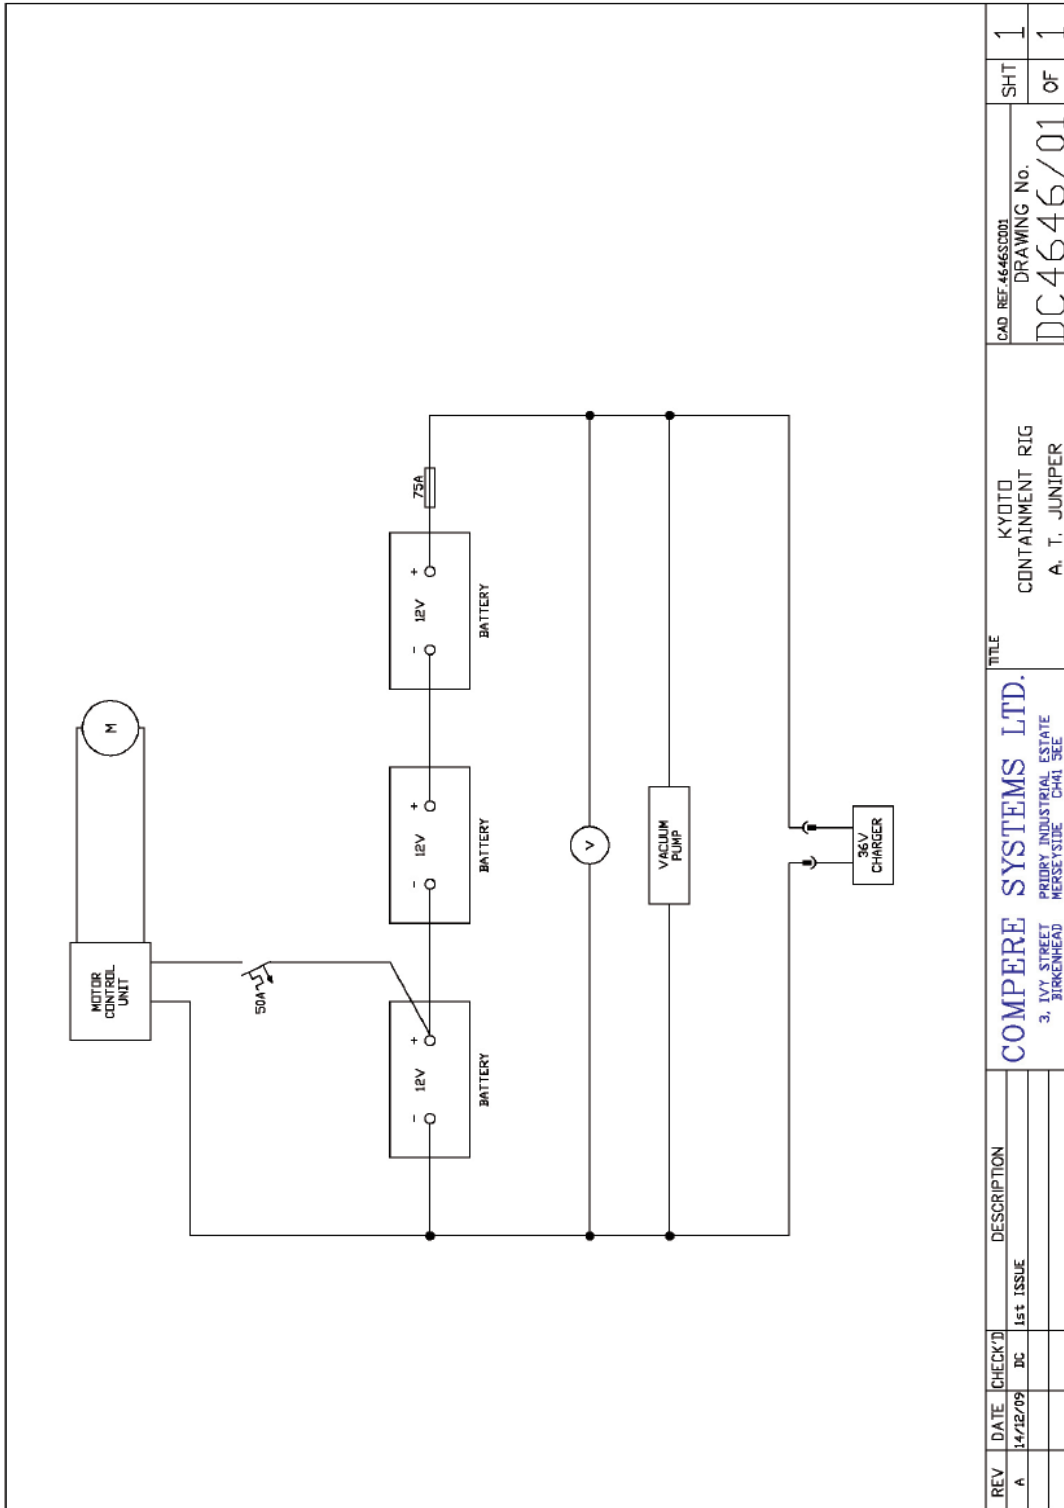 M
MOTOR
CONTROL
UNIT
50A
75A
- 12V +
BATTERY
- 12V +
BATTERY
- 12V +
BATTERY
V
VACUUM
PUMP
36V
CHARGER
REV DATE CHECK'D DESCRIPTION
A 14/12/09 DC 1st ISSUE
COMPERE SYSTEMS LTD.
3, IVY STREET PRIORY INDUSTRIAL ESTATE
BIRKENHEAD MERSEYSIDE CH41 5EE
TITLE
KYOTO
CONTAINMENT RIG
A. T. JUNIPER
CAD REF.4646SC001
DRAWING No.
DC4646/01
SHT 1
OF 1